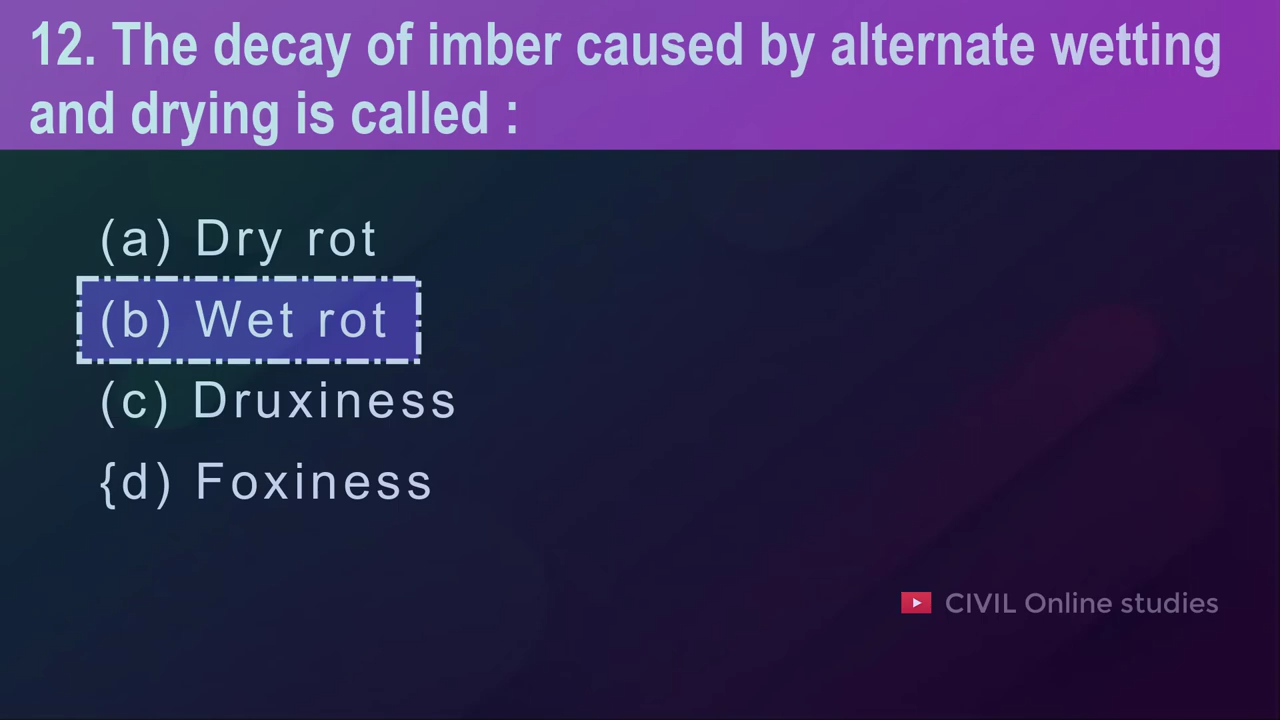 12. The decay of imber caused by alternate wetting
and drying is called :
(a) Dry rot
(b) Wet rot
(c) Druxiness
{d) Foxiness
CIVIL Online studies